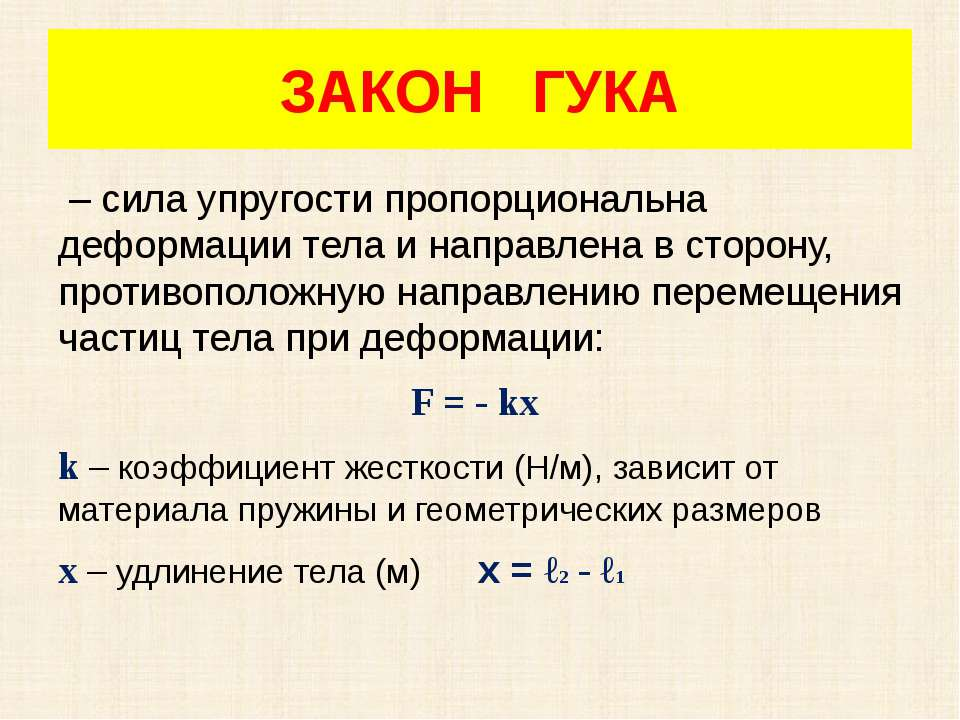 ЗАКОН ГУКА
– сила упругости пропорциональна
деформации тела и направлена в сторону,
противоположную направлению перемещения
частиц тела при деформации:
F = - kx
k – коэффициент жесткости (Н/м), зависит от
материала пружины и геометрических размеров
x – удлинение тела (м) x = ℓ₂ - ℓ₁